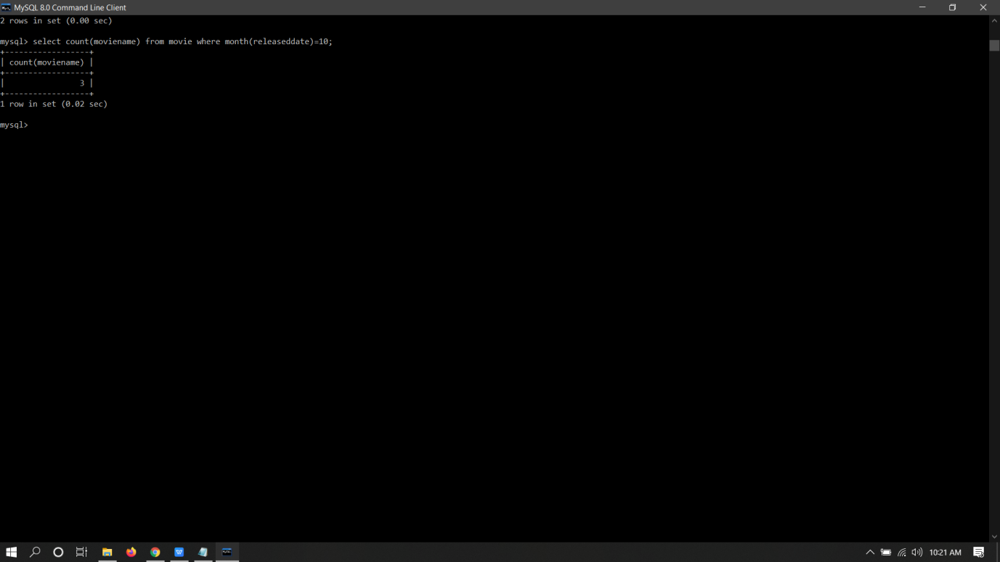 MySQL 8.0 Command Line Client
2 rows in set (0.00 sec)
mysql> select count(moviename) from movie where month(releaseddate)=10;
+------------------+
| count(moviename) |
+------------------+
|                3 |
+------------------+
1 row in set (0.02 sec)
mysql>
10:21 AM